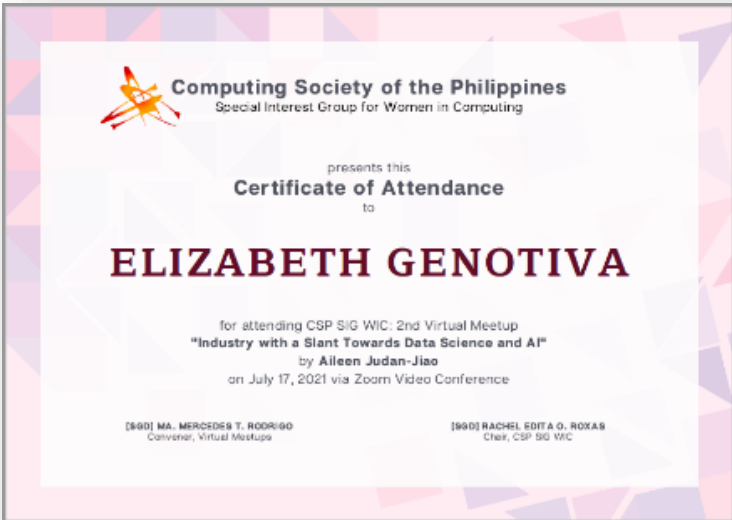 Computing Society of the Philippines
Special Interest Group for Women in Computing
presents this
Certificate of Attendance
to
ELIZABETH GENOTIVA
for attending CSP SIG WIC: 2nd Virtual Meetup
"Industry with a Slant Towards Data Science and AI"
by Aileen Judan-Jiao
on July 17, 2021 via Zoom Video Conference
[SGD] MA. MERCEDES T. RODRIGO
Convener, Virtual Meetups
[SGD] RACHEL EDITA O. ROXAS
Chair, CSP SIG WIC